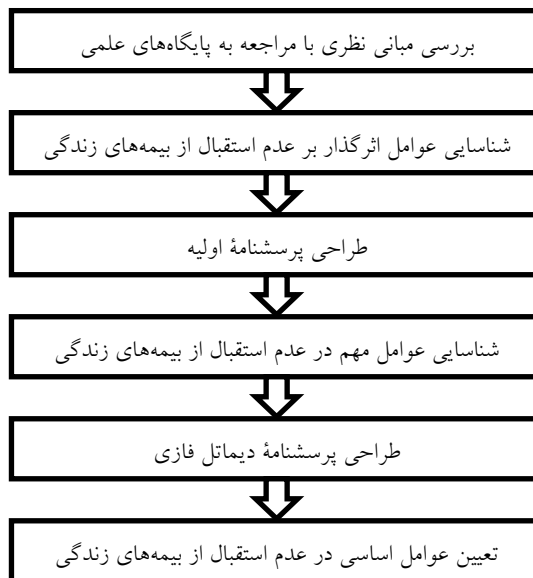 بررسی مبانی نظری با مراجعه به پایگاه‌های علمی
شناسایی عوامل اثرگذار بر عدم استقبال از بیمه‌های زندگی
طراحی پرسشنامهٔ اولیه
شناسایی عوامل مهم در عدم استقبال از بیمه‌های زندگی
طراحی پرسشنامهٔ دیماتل فازی
تعیین عوامل اساسی در عدم استقبال از بیمه‌های زندگی